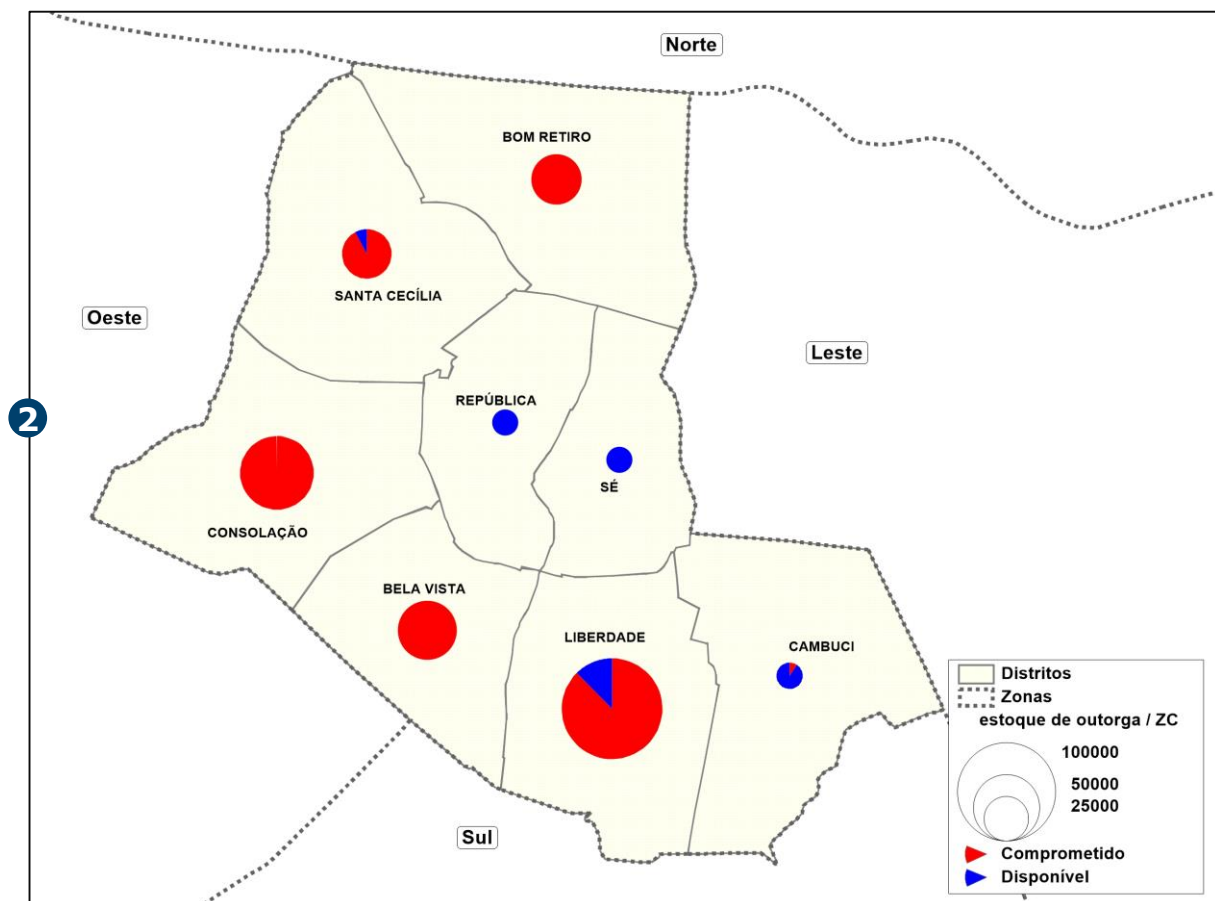 Norte
BOM RETIRO
SANTA CECÍLIA
Oeste
Leste
REPÚBLICA
2
SÉ
CONSOLAÇÃO
BELA VISTA
LIBERDADE
CAMBUCI
Sul
Distritos
Zonas
estoque de outorga / ZC
100000
50000
25000
Comprometido
Disponível